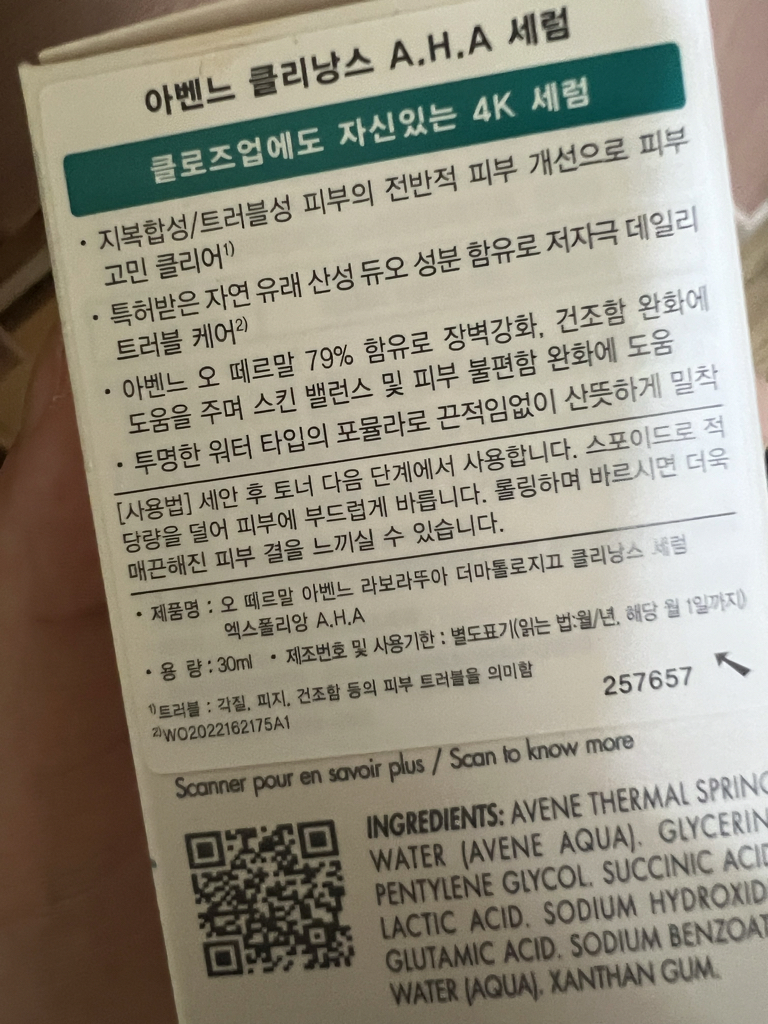 아벤느 클리낭스 A.H.A 세럼
클로즈업에도 자신있는 4K 세럼
• 지복합성/트러블성 피부의 전반적 피부 개선으로 피부
고민 클리어1)
• 특허받은 자연 유래 산성 듀오 성분 함유로 저자극 데일리
트러블 케어2)
• 아벤느 오 떼르말 79% 함유로 장벽강화, 건조함 완화에
도움을 주며 스킨 밸런스 및 피부 불편함 완화에 도움
• 투명한 워터 타입의 포뮬라로 끈적임없이 산뜻하게 밀착
[사용법] 세안 후 토너 다음 단계에서 사용합니다. 스포이드로 적
당량을 덜어 피부에 부드럽게 바릅니다. 롤링하며 바르시면 더욱
매끈해진 피부 결을 느끼실 수 있습니다.
• 제품명 : 오 떼르말 아벤느 라보라뚜아 더마톨로지끄 클리낭스 세럼
엑스폴리앙 A.H.A
• 용 량 : 30ml • 제조번호 및 사용기한 : 별도표기(읽는 법:월/년, 해당 월 1일까지)
1)트러블 : 각질, 피지, 건조함 등의 피부 트러블을 의미함
2)WO2022162175A1
257657
Scanner pour en savoir plus / Scan to know more
INGREDIENTS: AVENE THERMAL SPRING
WATER (AVENE AQUA). GLYCERIN
PENTYLENE GLYCOL. SUCCINIC ACID
LACTIC ACID. SODIUM HYDROXID
GLUTAMIC ACID. SODIUM BENZOAT
WATER (AQUA). XANTHAN GUM.